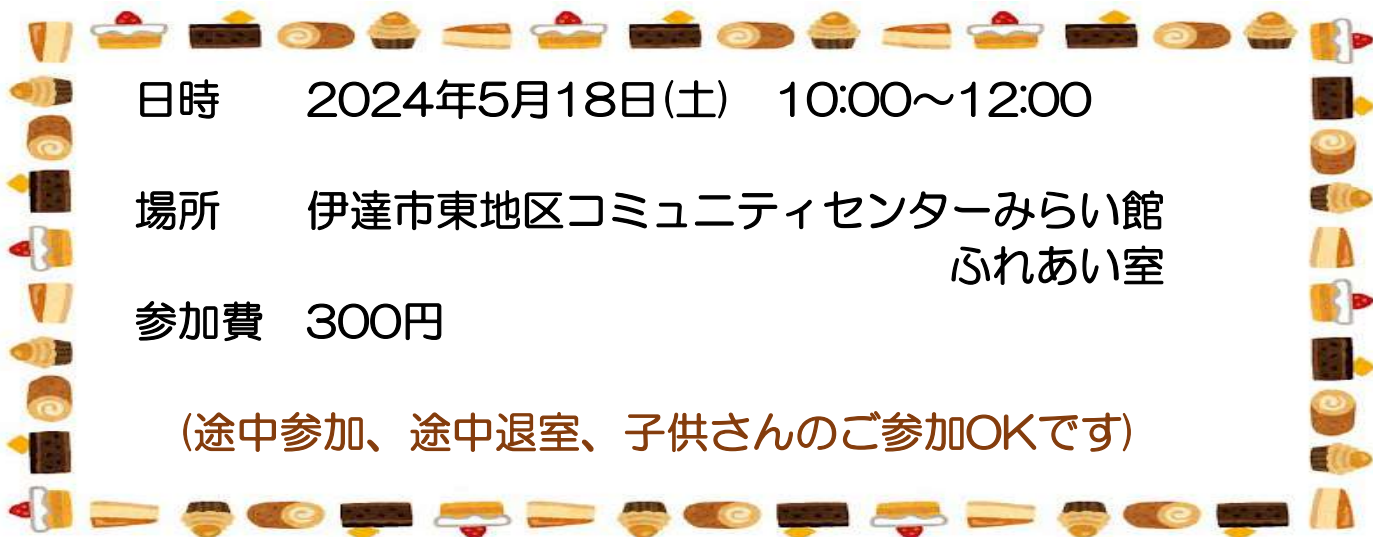 日時　　2024年5月18日(土)　10:00～12:00
場所　　伊達市東地区コミュニティセンターみらい館
ふれあい室
参加費　300円
(途中参加、途中退室、子供さんのご参加OKです)